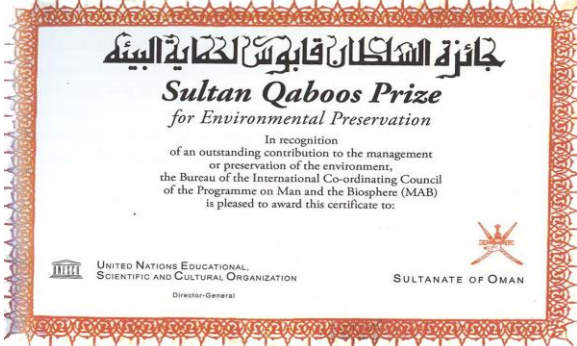 جائزة السلطان قابوس لحماية البيئة
Sultan Qaboos Prize
for Environmental Preservation
In recognition
of an outstanding contribution to the management
or preservation of the environment,
the Bureau of the International Co-ordinating Council
of the Programme on Man and the Biosphere (MAB)
is pleased to award this certificate to:
UNESCO
UNITED NATIONS EDUCATIONAL,
SCIENTIFIC AND CULTURAL ORGANIZATION
Director-General
SULTANATE OF OMAN